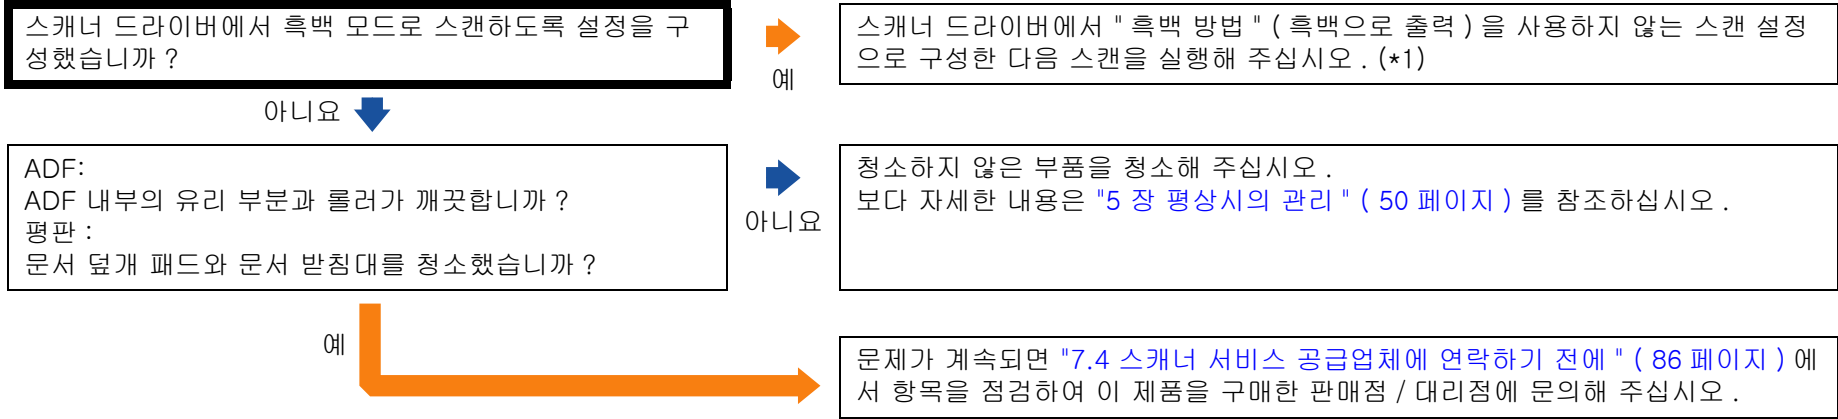 스캐너 드라이버에서 흑백 모드로 스캔하도록 설정을 구
성했습니까 ?
예
스캐너 드라이버에서 " 흑백 방법 " ( 흑백으로 출력 ) 을 사용하지 않는 스캔 설정
으로 구성한 다음 스캔을 실행해 주십시오 . (*1)
아니요
ADF:
ADF 내부의 유리 부분과 롤러가 깨끗합니까 ?
평판 :
문서 덮개 패드와 문서 받침대를 청소했습니까 ?
아니요
청소하지 않은 부품을 청소해 주십시오 .
보다 자세한 내용은 "5 장 평상시의 관리 " ( 50 페이지 ) 를 참조하십시오 .
예
문제가 계속되면 "7.4 스캐너 서비스 공급업체에 연락하기 전에 " ( 86 페이지 ) 에
서 항목을 점검하여 이 제품을 구매한 판매점 / 대리점에 문의해 주십시오 .